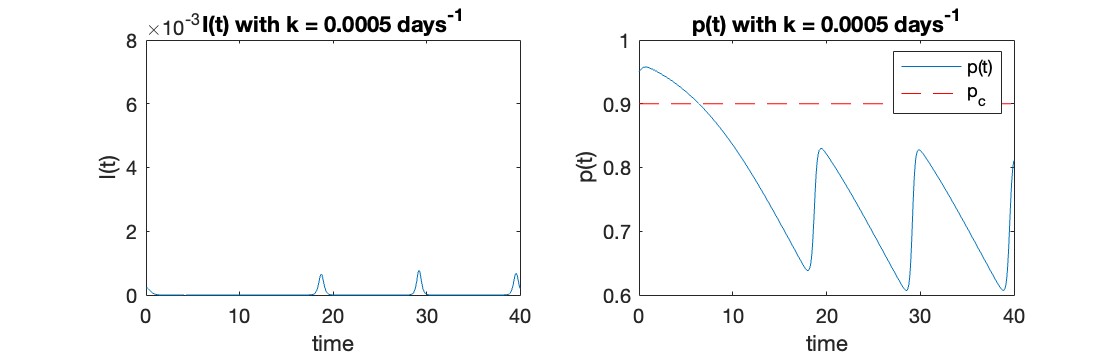 ×10⁻³ I(t) with k = 0.0005 days⁻¹
8
6
4
2
0
I(t)
0 10 20 30 40
time
p(t) with k = 0.0005 days⁻¹
1
0.9
0.8
0.7
0.6
p(t)
0 10 20 30 40
time
p(t)
p_c